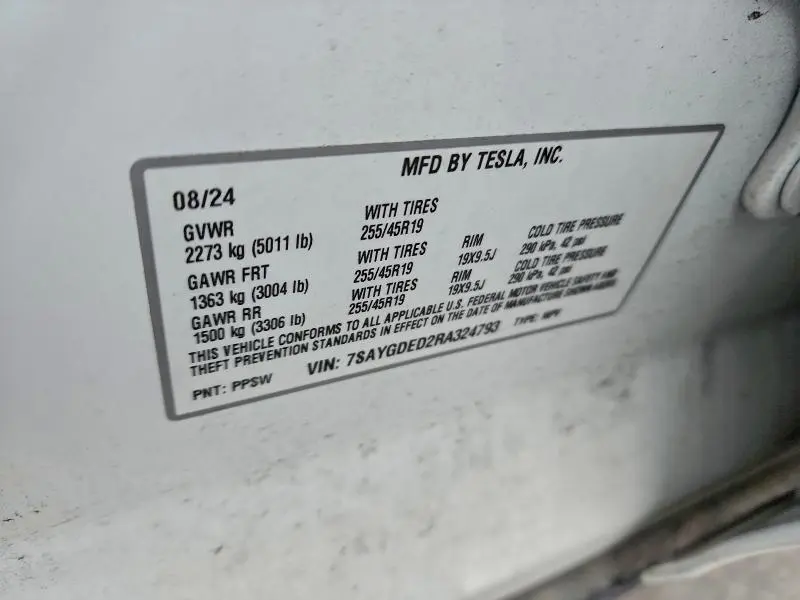 MFD BY TESLA, INC.
08/24
GVWR WITH TIRES
2273 kg (5011 lb) 255/45R19
GAWR FRT WITH TIRES RIM COLD TIRE PRESSURE
1363 kg (3004 lb) 255/45R19 19X9.5J 290 kPa, 42 psi
GAWR RR WITH TIRES RIM COLD TIRE PRESSURE
1500 kg (3306 lb) 255/45R19 19X9.5J 290 kPa, 42 psi
THIS VEHICLE CONFORMS TO ALL APPLICABLE U.S. FEDERAL MOTOR VEHICLE SAFETY AND
THEFT PREVENTION STANDARDS IN EFFECT ON THE DATE OF MANUFACTURE SHOWN ABOVE.
PNT: PPSW VIN: 7SAYGDED2RA324793 TYPE: MPV